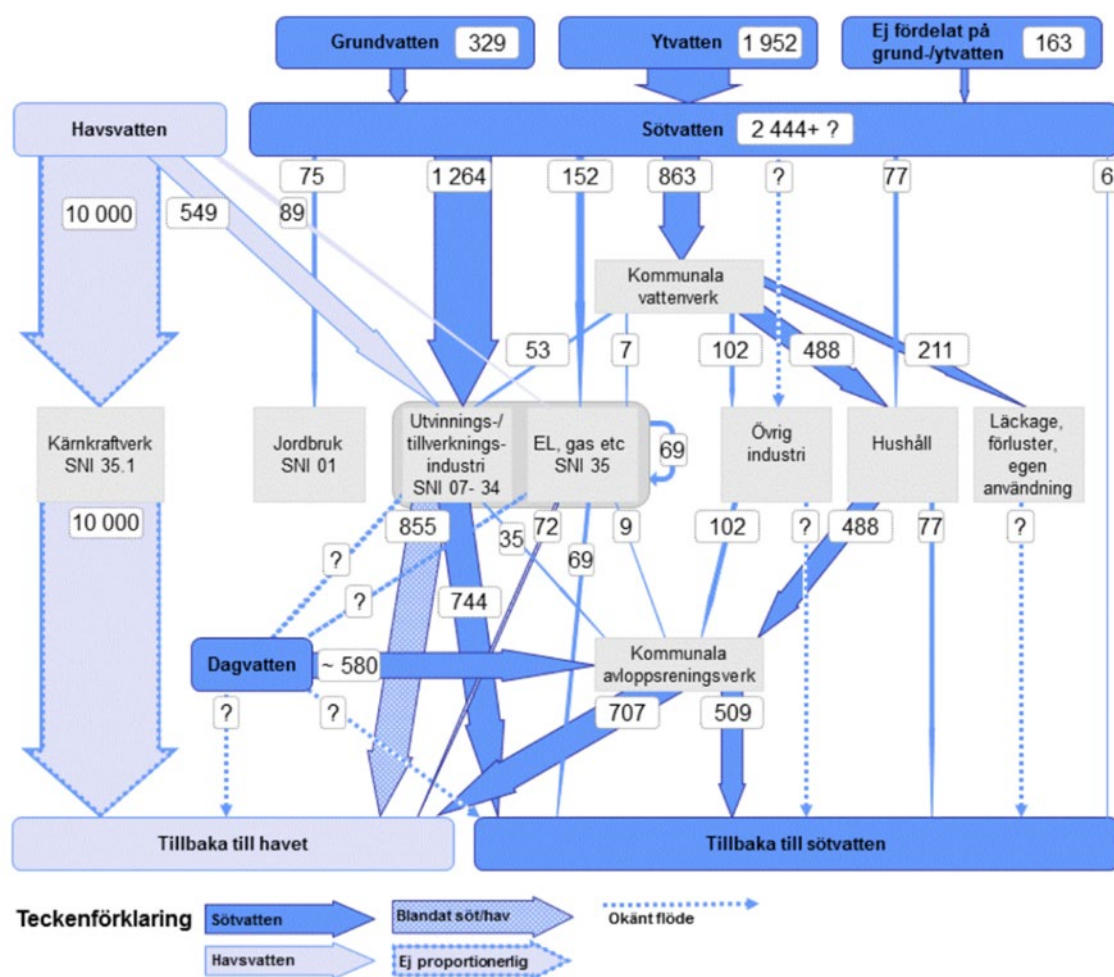 Grundvatten 329
Ytvatten 1 952
Ej fördelat på
grund-/ytvatten 163
Havsvatten
Sötvatten 2 444+ ?
75
1 264
152
863
?
77
6
10 000
549
89
Kommunala
vattenverk
53
7
102
488
211
Kärnkraftverk
SNI 35.1
Jordbruk
SNI 01
Utvinnings-/
tillverknings-
industri
SNI 07- 34
EL, gas etc
SNI 35
69
Övrig
industri
Hushåll
Läckage,
förluster,
egen
användning
10 000
855
35
72
9
102
?
488
77
?
?
69
?
744
Dagvatten
~ 580
Kommunala
avloppsreningsverk
?
?
707
509
Tillbaka till havet
Tillbaka till sötvatten
Teckenförklaring
Sötvatten
Blandat söt/hav
Okänt flöde
Havsvatten
Ej proportionerlig